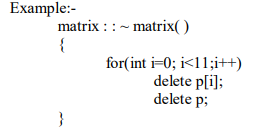 Example:-
matrix : : ~ matrix( )
{
for(int i=0; i<11;i++)
delete p[i];
delete p;
}